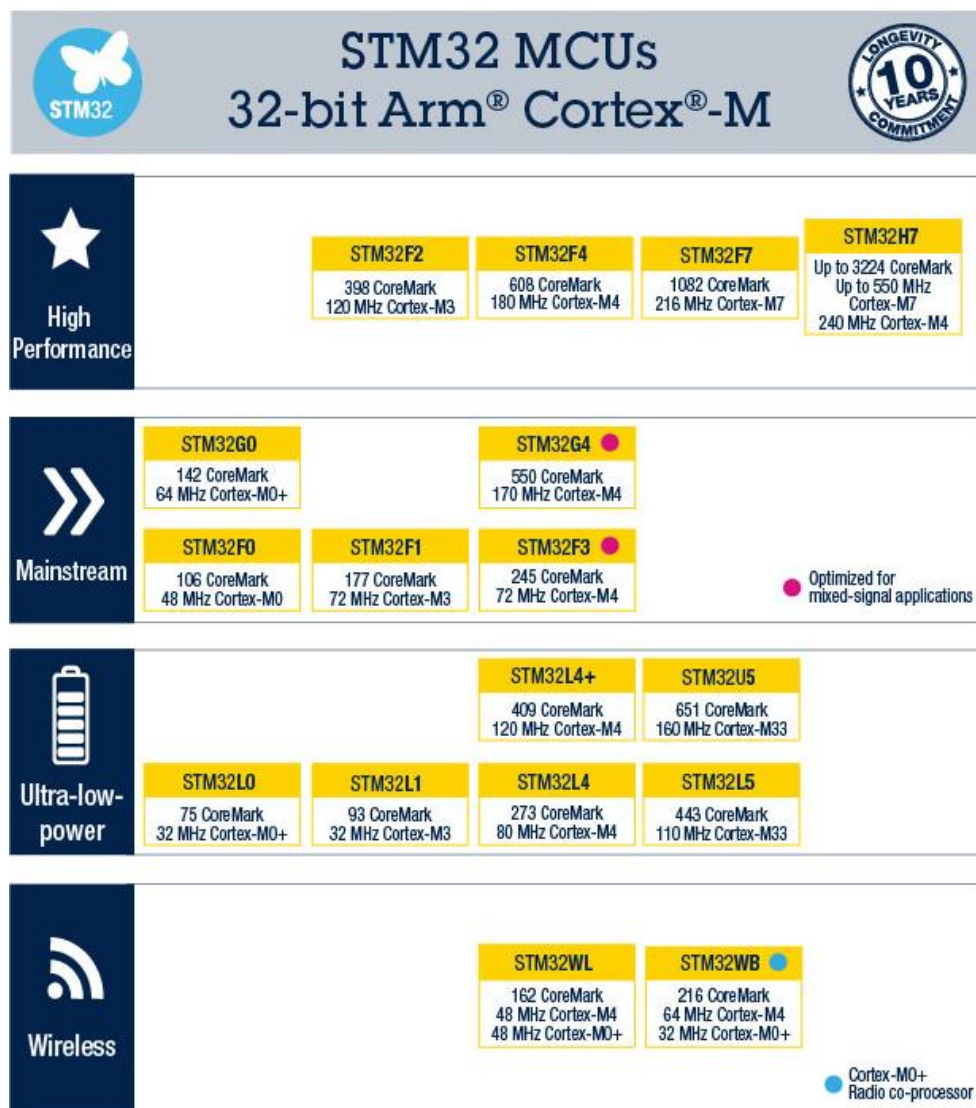 STM32
STM32 MCUs
32-bit Arm® Cortex®-M
LONGEVITY
10
YEARS
COMMITMENT
High
Performance
STM32F2
398 CoreMark
120 MHz Cortex-M3
STM32F4
608 CoreMark
180 MHz Cortex-M4
STM32F7
1082 CoreMark
216 MHz Cortex-M7
STM32H7
Up to 3224 CoreMark
Up to 550 MHz
Cortex-M7
240 MHz Cortex-M4
Mainstream
STM32G0
142 CoreMark
64 MHz Cortex-M0+
STM32G4
550 CoreMark
170 MHz Cortex-M4
STM32F0
106 CoreMark
48 MHz Cortex-M0
STM32F1
177 CoreMark
72 MHz Cortex-M3
STM32F3
245 CoreMark
72 MHz Cortex-M4
Optimized for
mixed-signal applications
Ultra-low-
power
STM32L4+
409 CoreMark
120 MHz Cortex-M4
STM32U5
651 CoreMark
160 MHz Cortex-M33
STM32L0
75 CoreMark
32 MHz Cortex-M0+
STM32L1
93 CoreMark
32 MHz Cortex-M3
STM32L4
273 CoreMark
80 MHz Cortex-M4
STM32L5
443 CoreMark
110 MHz Cortex-M33
Wireless
STM32WL
162 CoreMark
48 MHz Cortex-M4
48 MHz Cortex-M0+
STM32WB
216 CoreMark
64 MHz Cortex-M4
32 MHz Cortex-M0+
Cortex-M0+
Radio co-processor